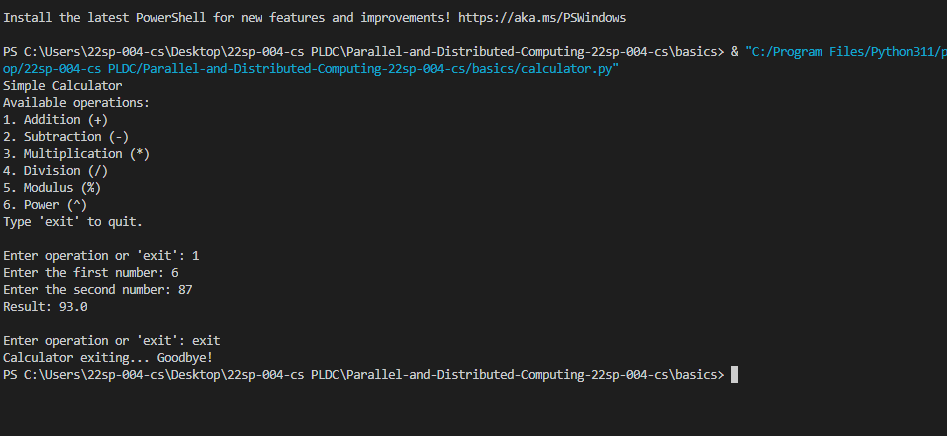 Install the latest PowerShell for new features and improvements! https://aka.ms/PSWindows
PS C:\Users\22sp-004-cs\Desktop\22sp-004-cs PLDC\Parallel-and-Distributed-Computing-22sp-004-cs\basics> & "C:/Program Files/Python311/p
op/22sp-004-cs PLDC/Parallel-and-Distributed-Computing-22sp-004-cs/basics/calculator.py"
Simple Calculator
Available operations:
1. Addition (+)
2. Subtraction (-)
3. Multiplication (*)
4. Division (/)
5. Modulus (%)
6. Power (^)
Type 'exit' to quit.
Enter operation or 'exit': 1
Enter the first number: 6
Enter the second number: 87
Result: 93.0
Enter operation or 'exit': exit
Calculator exiting... Goodbye!
PS C:\Users\22sp-004-cs\Desktop\22sp-004-cs PLDC\Parallel-and-Distributed-Computing-22sp-004-cs\basics>